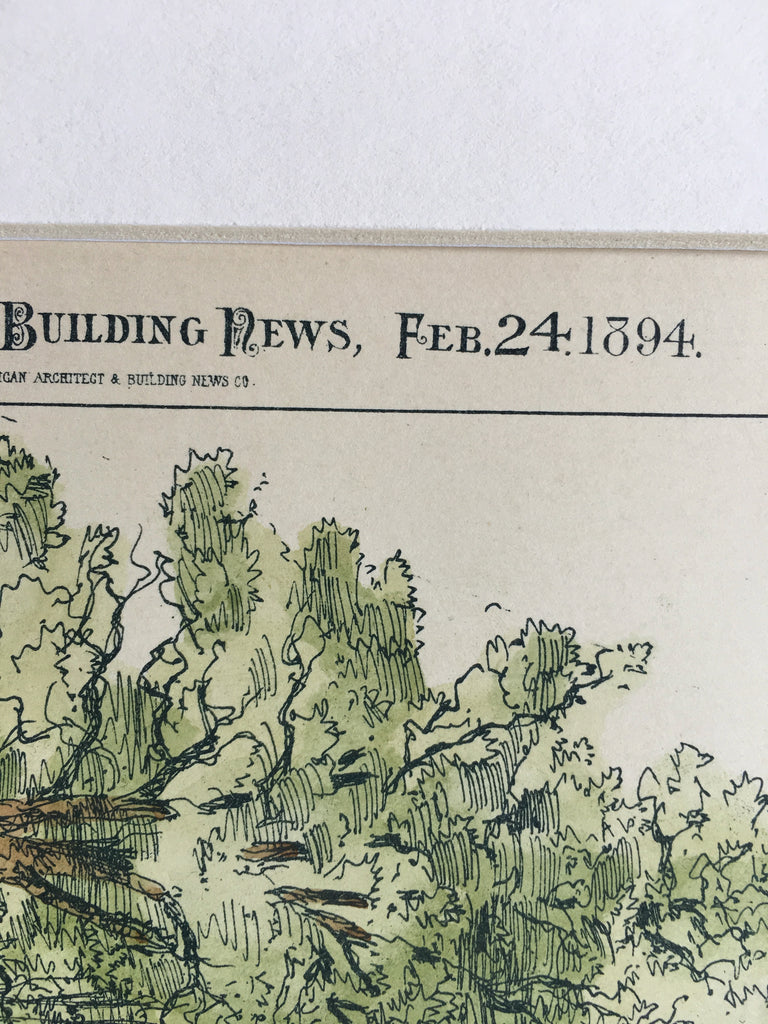 BUILDING NEWS, FEB. 24. 1894.
ARCHITECT & BUILDING NEWS CO.